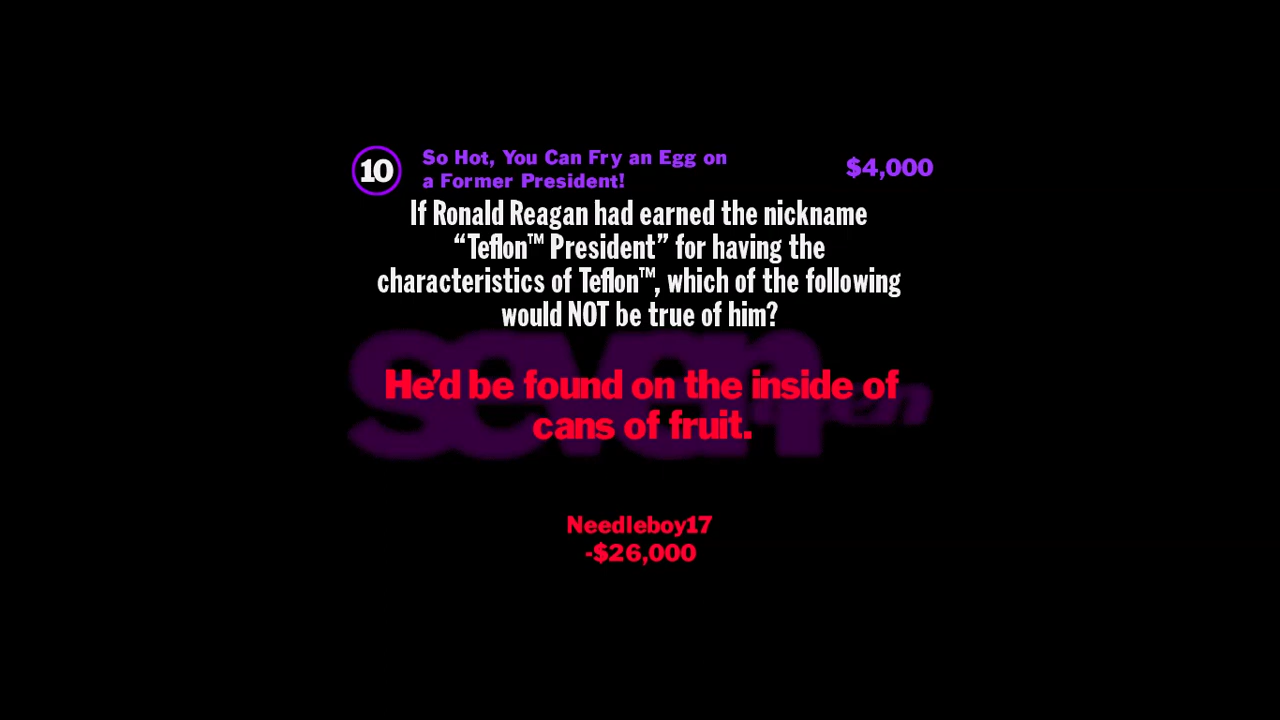 10
So Hot, You Can Fry an Egg on
a Former President!
$4,000
If Ronald Reagan had earned the nickname
“Teflon™ President” for having the
characteristics of Teflon™, which of the following
would NOT be true of him?
seven
He’d be found on the inside of
cans of fruit.
Needleboy17
-$26,000